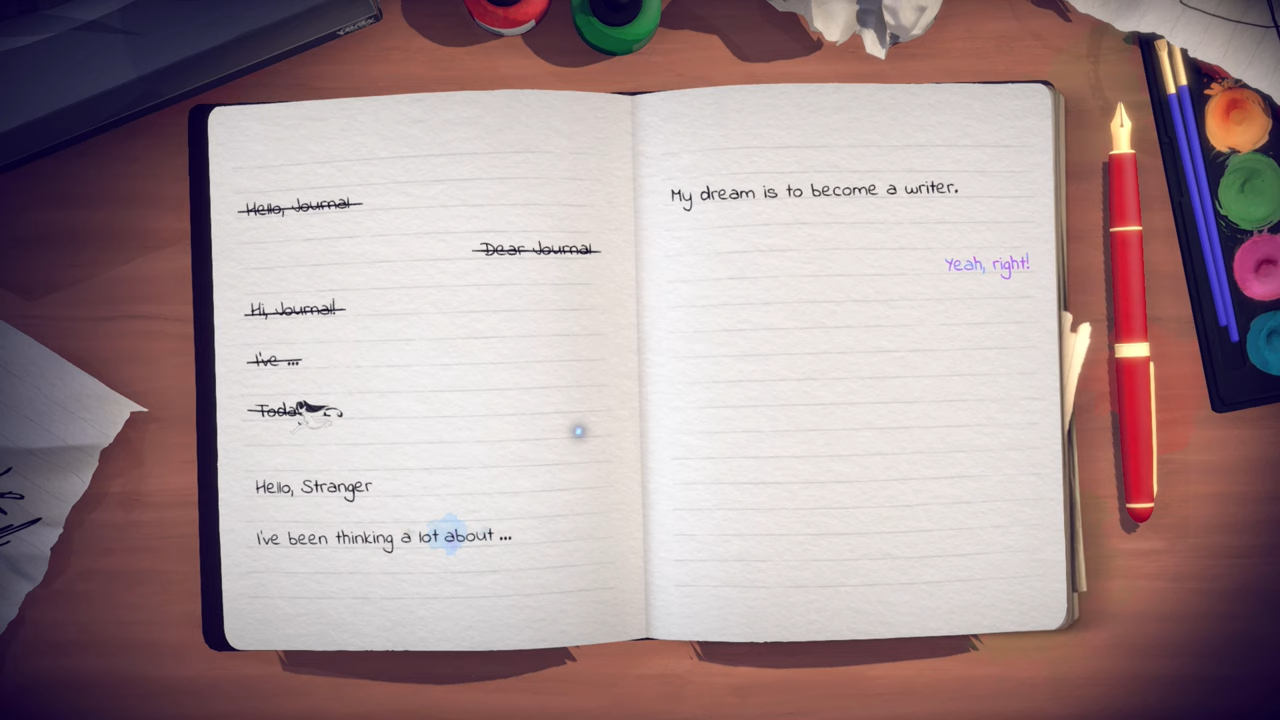 Hello, Journal
Dear Journal
Hi, Journal!
I've ...
Toda
Hello, Stranger
I've been thinking a lot about ...
My dream is to become a writer.
Yeah, right!